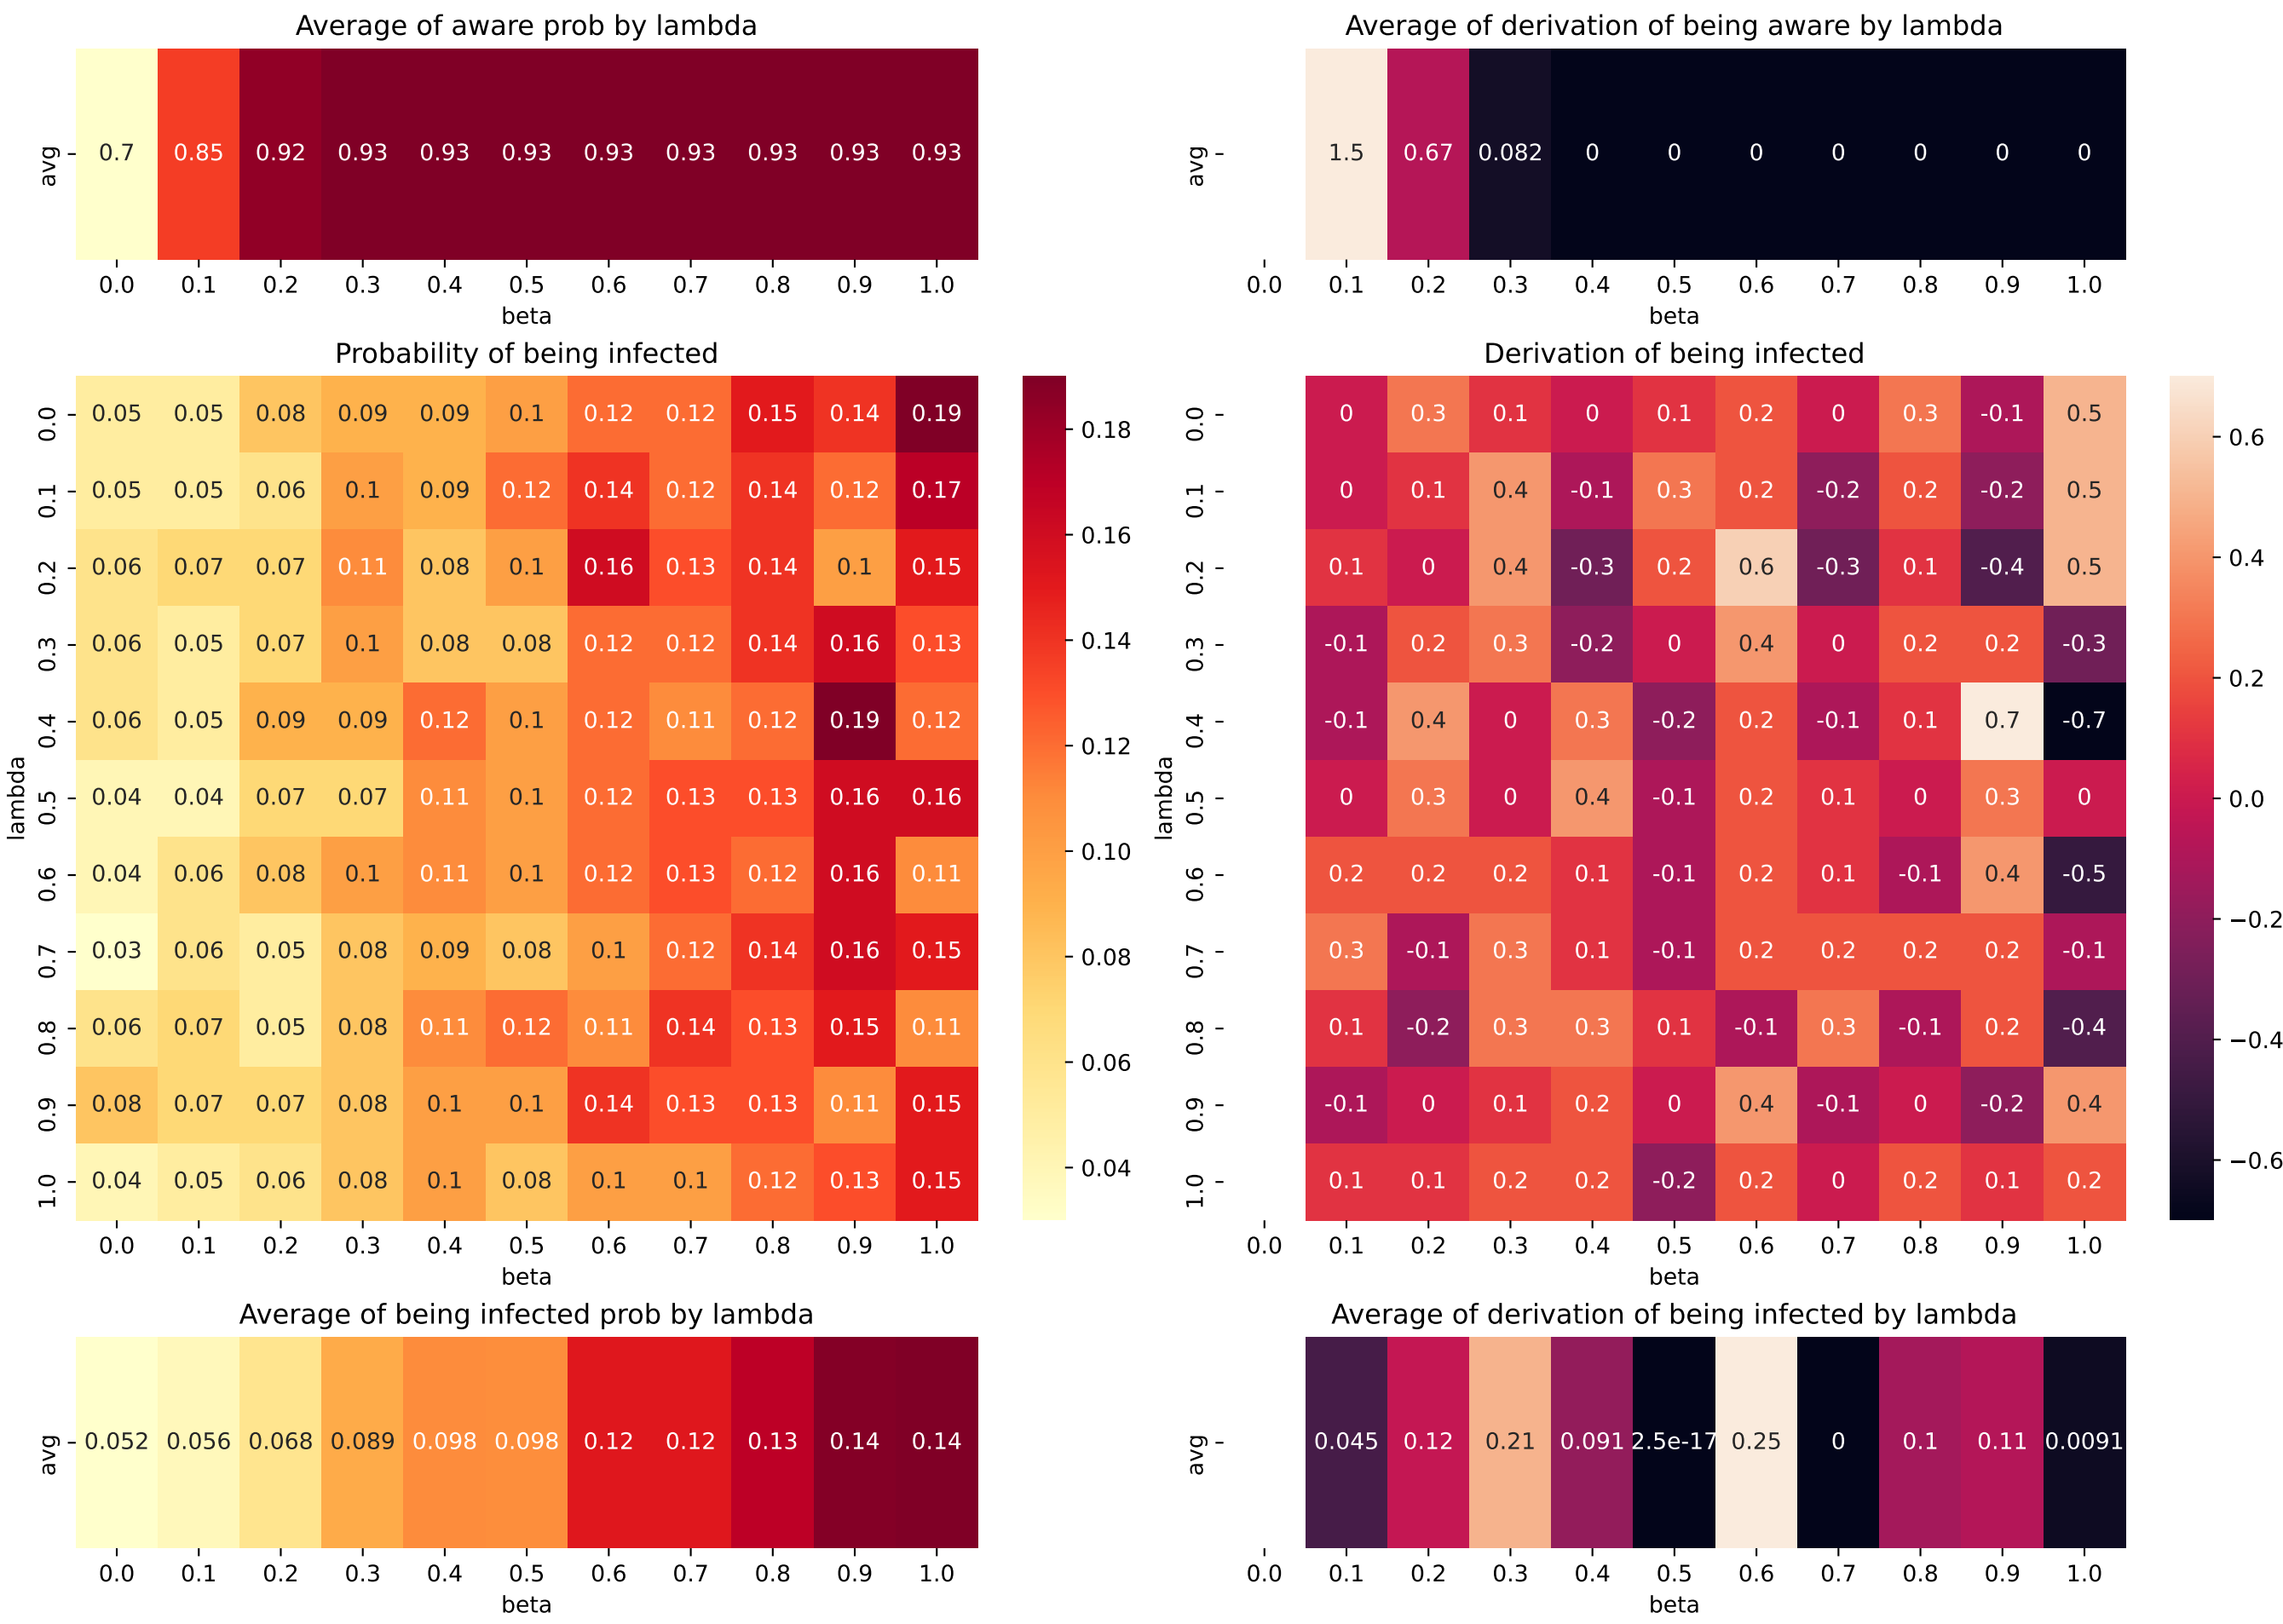 Average of aware prob by lambda
avg
0.7 0.85 0.92 0.93 0.93 0.93 0.93 0.93 0.93 0.93 0.93
0.0 0.1 0.2 0.3 0.4 0.5 0.6 0.7 0.8 0.9 1.0
beta
Average of derivation of being aware by lambda
avg
1.5 0.67 0.082 0 0 0 0 0 0 0
0.0 0.1 0.2 0.3 0.4 0.5 0.6 0.7 0.8 0.9 1.0
beta
Probability of being infected
lambda
0.0 0.05 0.05 0.08 0.09 0.09 0.1 0.12 0.12 0.15 0.14 0.19
0.1 0.05 0.05 0.06 0.1 0.09 0.12 0.14 0.12 0.14 0.12 0.17
0.2 0.06 0.07 0.07 0.11 0.08 0.1 0.16 0.13 0.14 0.1 0.15
0.3 0.06 0.05 0.07 0.1 0.08 0.08 0.12 0.12 0.14 0.16 0.13
0.4 0.06 0.05 0.09 0.09 0.12 0.1 0.12 0.11 0.12 0.19 0.12
0.5 0.04 0.04 0.07 0.07 0.11 0.1 0.12 0.13 0.13 0.16 0.16
0.6 0.04 0.06 0.08 0.1 0.11 0.1 0.12 0.13 0.12 0.16 0.11
0.7 0.03 0.06 0.05 0.08 0.09 0.08 0.1 0.12 0.14 0.16 0.15
0.8 0.06 0.07 0.05 0.08 0.11 0.12 0.11 0.14 0.13 0.15 0.11
0.9 0.08 0.07 0.07 0.08 0.1 0.1 0.14 0.13 0.13 0.11 0.15
1.0 0.04 0.05 0.06 0.08 0.1 0.08 0.1 0.1 0.12 0.13 0.15
0.0 0.1 0.2 0.3 0.4 0.5 0.6 0.7 0.8 0.9 1.0
beta
0.18
0.16
0.14
0.12
0.10
0.08
0.06
0.04
Derivation of being infected
lambda
0.0 0 0.3 0.1 0 0.1 0.2 0 0.3 -0.1 0.5
0.1 0 0.1 0.4 -0.1 0.3 0.2 -0.2 0.2 -0.2 0.5
0.2 0.1 0 0.4 -0.3 0.2 0.6 -0.3 0.1 -0.4 0.5
0.3 -0.1 0.2 0.3 -0.2 0 0.4 0 0.2 0.2 -0.3
0.4 -0.1 0.4 0 0.3 -0.2 0.2 -0.1 0.1 0.7 -0.7
0.5 0 0.3 0 0.4 -0.1 0.2 0.1 0 0.3 0
0.6 0.2 0.2 0.2 0.1 -0.1 0.2 0.1 -0.1 0.4 -0.5
0.7 0.3 -0.1 0.3 0.1 -0.1 0.2 0.2 0.2 0.2 -0.1
0.8 0.1 -0.2 0.3 0.3 0.1 -0.1 0.3 -0.1 0.2 -0.4
0.9 -0.1 0 0.1 0.2 0 0.4 -0.1 0 -0.2 0.4
1.0 0.1 0.1 0.2 0.2 -0.2 0.2 0 0.2 0.1 0.2
0.0 0.1 0.2 0.3 0.4 0.5 0.6 0.7 0.8 0.9 1.0
beta
0.6
0.4
0.2
0.0
−0.2
−0.4
−0.6
Average of being infected prob by lambda
avg
0.052 0.056 0.068 0.089 0.098 0.098 0.12 0.12 0.13 0.14 0.14
0.0 0.1 0.2 0.3 0.4 0.5 0.6 0.7 0.8 0.9 1.0
beta
Average of derivation of being infected by lambda
avg
0.045 0.12 0.21 0.091 2.5e-17 0.25 0 0.1 0.11 0.0091
0.0 0.1 0.2 0.3 0.4 0.5 0.6 0.7 0.8 0.9 1.0
beta